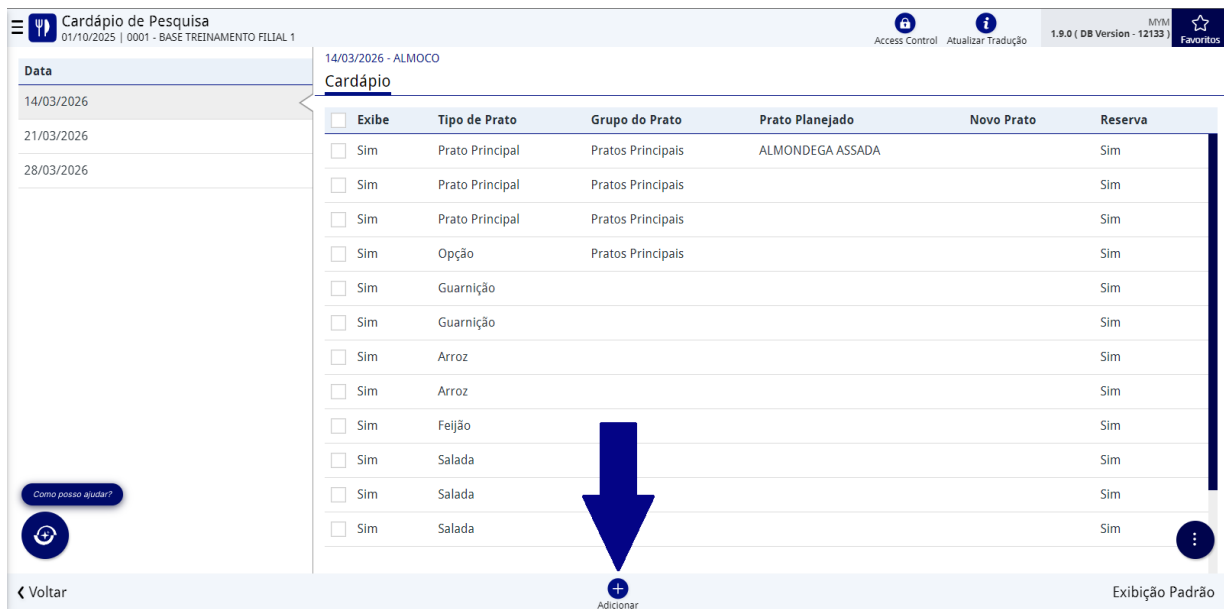 Cardápio de Pesquisa
01/10/2025 | 0001 - BASE TREINAMENTO FILIAL 1
Access Control
Atualizar Tradução
MYM
1.9.0 ( DB Version - 12133 )
Favoritos
Data
14/03/2026
21/03/2026
28/03/2026
14/03/2026 - ALMOCO
Cardápio
Exibe Tipo de Prato Grupo do Prato Prato Planejado Novo Prato Reserva
Sim Prato Principal Pratos Principais ALMONDEGA ASSADA Sim
Sim Prato Principal Pratos Principais Sim
Sim Prato Principal Pratos Principais Sim
Sim Opção Pratos Principais Sim
Sim Guarnição Sim
Sim Guarnição Sim
Sim Arroz Sim
Sim Arroz Sim
Sim Feijão Sim
Sim Salada Sim
Sim Salada Sim
Sim Salada Sim
Como posso ajudar?
Voltar
Adicionar
Exibição Padrão